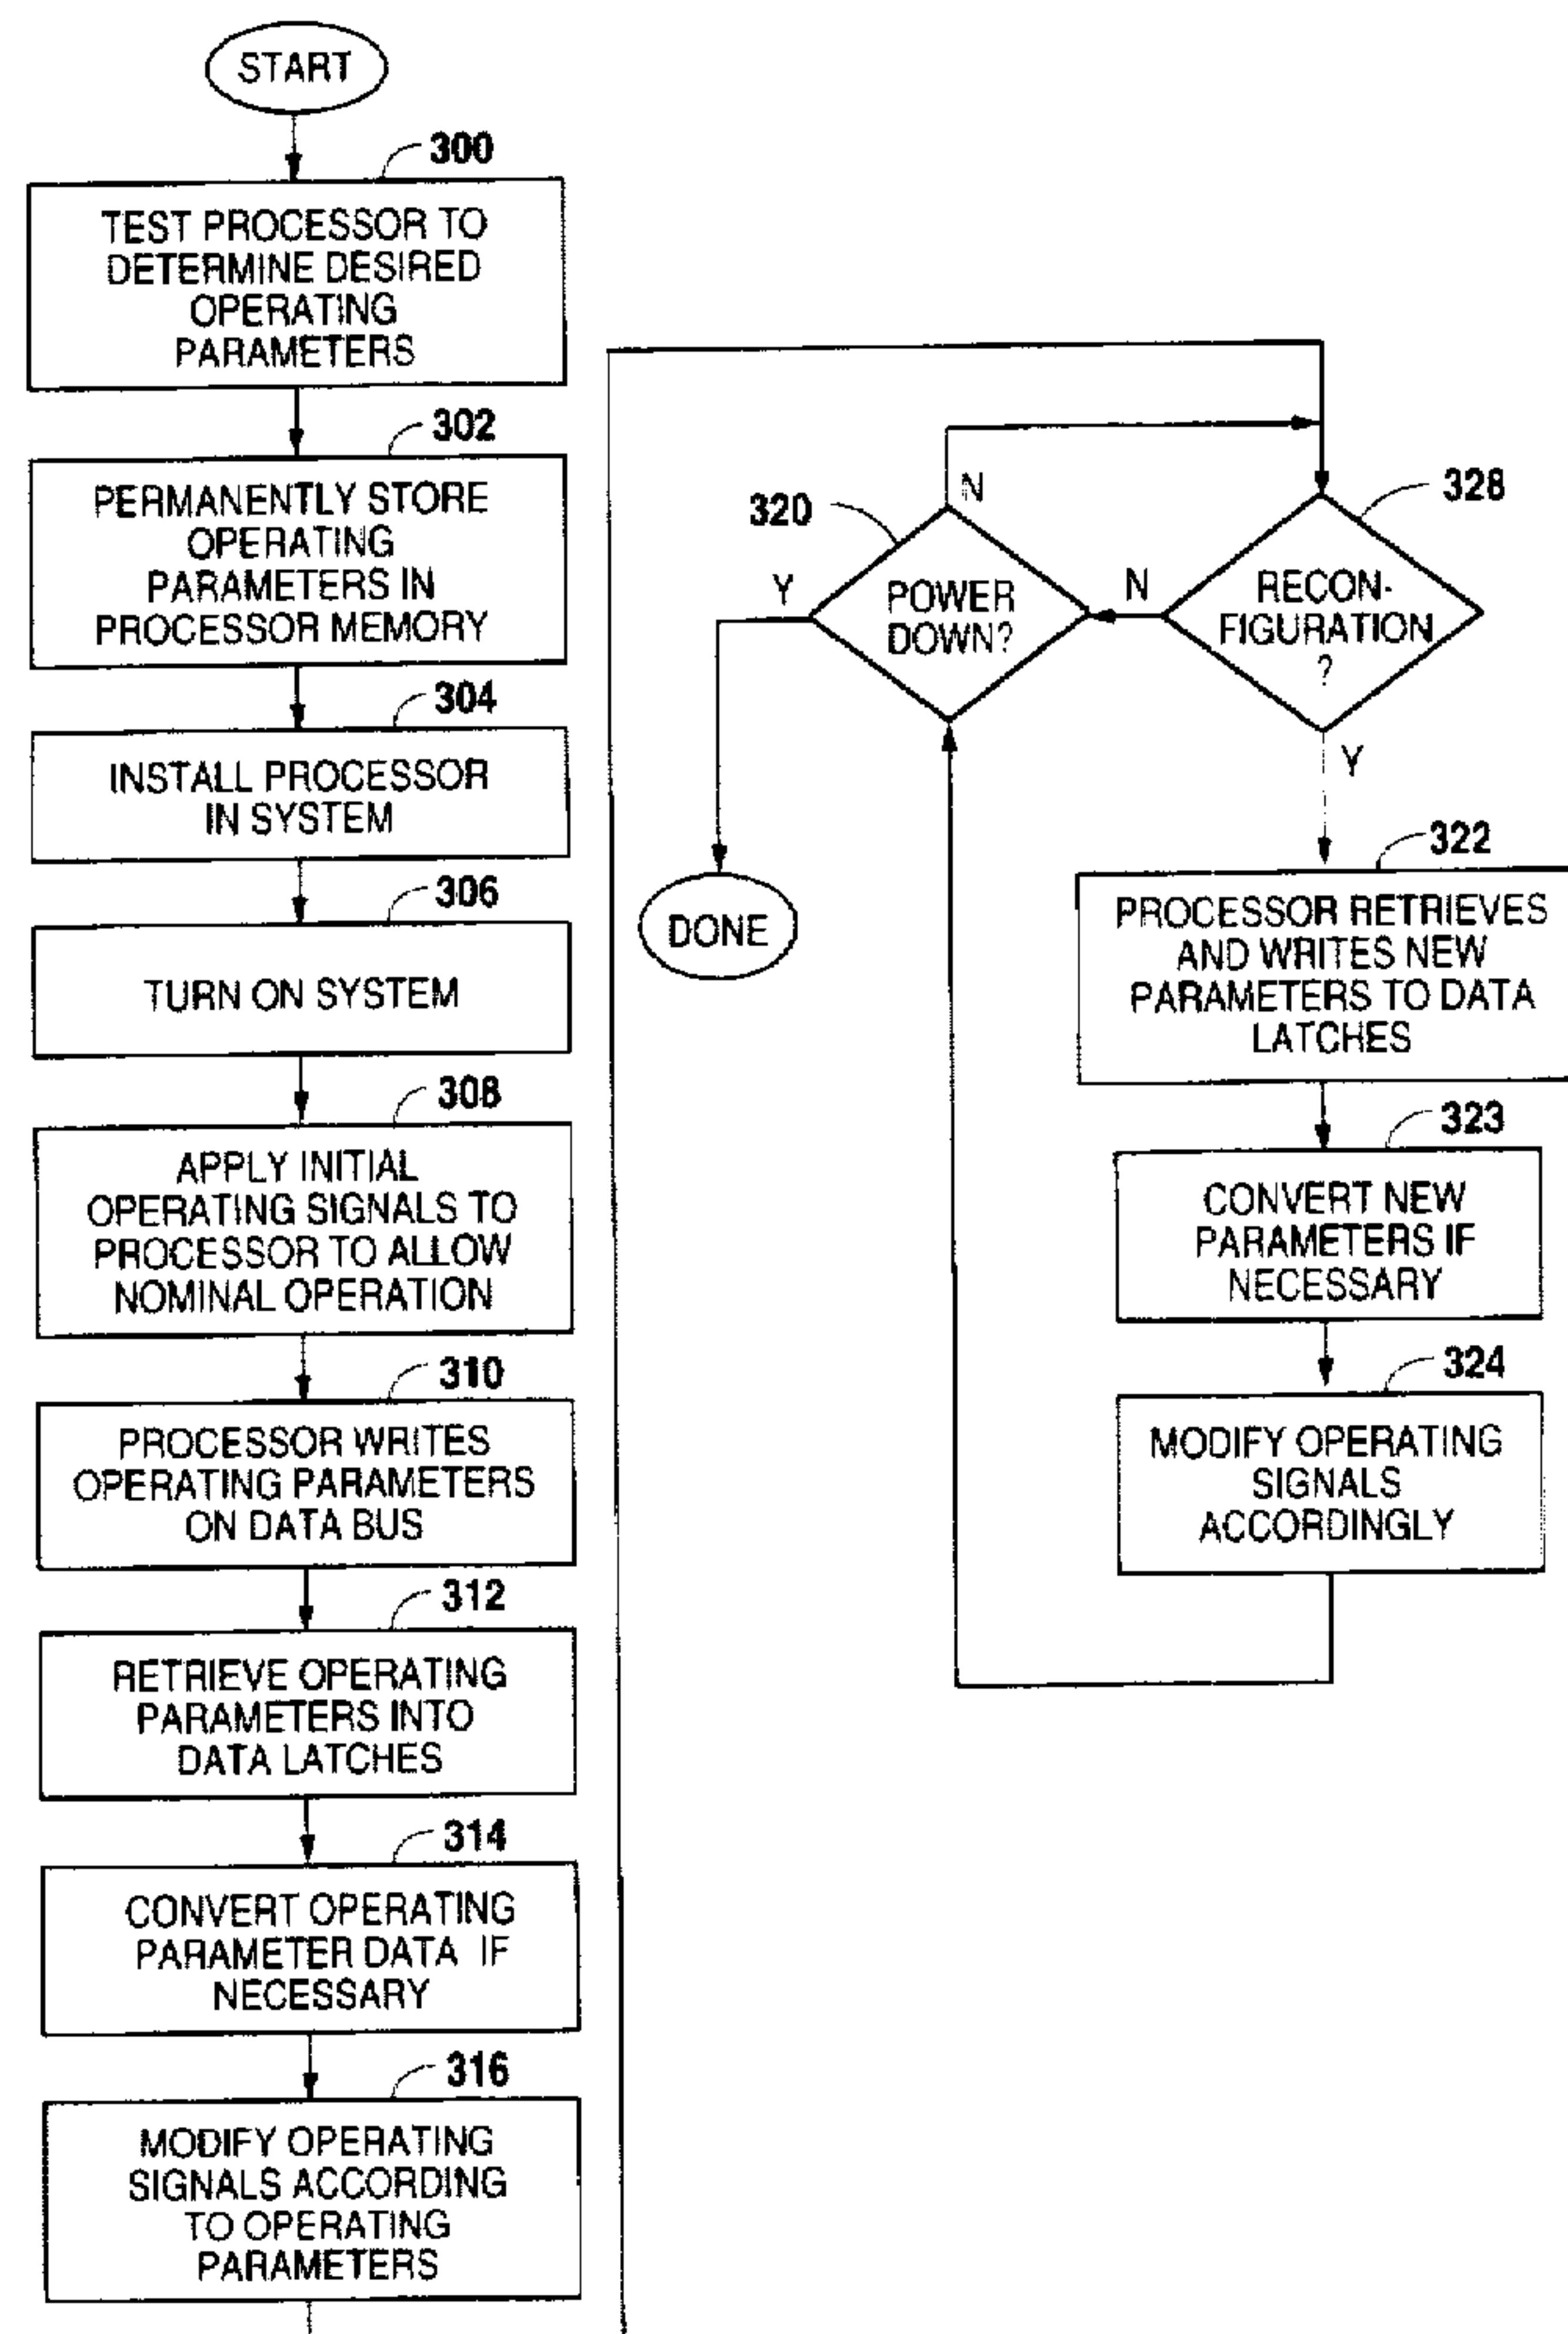 START
300
TEST PROCESSOR TO
DETERMINE DESIRED
OPERATING
PARAMETERS
302
PERMANENTLY STORE
OPERATING
PARAMETERS IN
PROCESSOR MEMORY
304
INSTALL PROCESSOR
IN SYSTEM
306
TURN ON SYSTEM
308
APPLY INITIAL
OPERATING SIGNALS TO
PROCESSOR TO ALLOW
NOMINAL OPERATION
310
PROCESSOR WRITES
OPERATING PARAMETERS
ON DATA BUS
312
RETRIEVE OPERATING
PARAMETERS INTO
DATA LATCHES
314
CONVERT OPERATING
PARAMETER DATA IF
NECESSARY
316
MODIFY OPERATING
SIGNALS ACCORDING
TO OPERATING
PARAMETERS
328
RECON-
FIGURATION
?
N
Y
320
POWER
DOWN?
N
Y
DONE
322
PROCESSOR RETRIEVES
AND WRITES NEW
PARAMETERS TO DATA
LATCHES
323
CONVERT NEW
PARAMETERS IF
NECESSARY
324
MODIFY OPERATING
SIGNALS
ACCORDINGLY